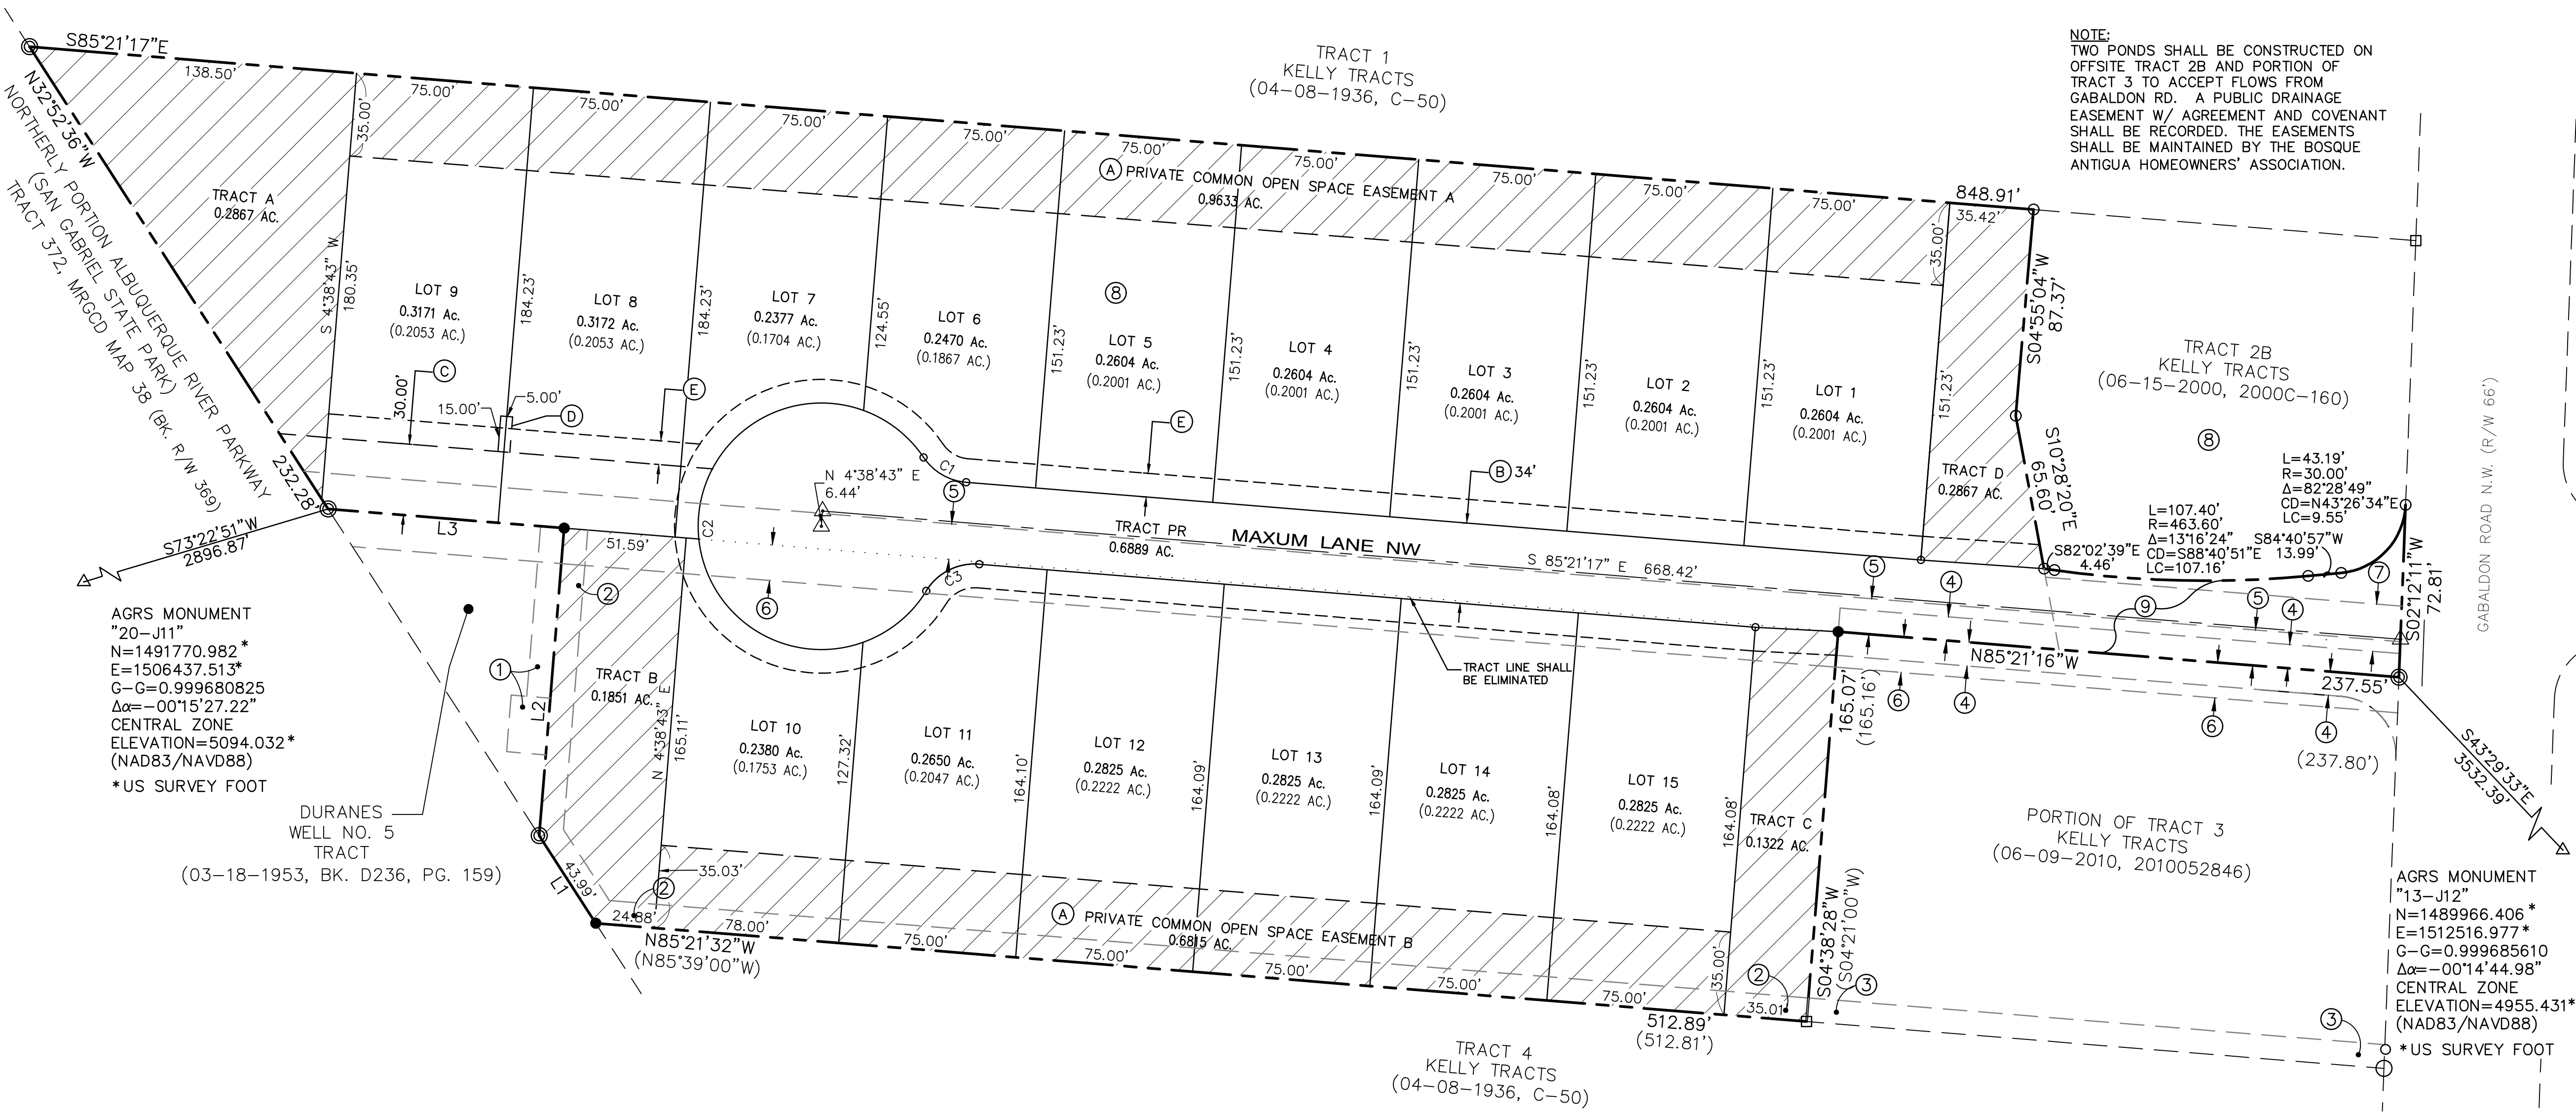 S85°21'17"E
138.50'
75.00'
75.00'
75.00'
75.00'
75.00'
75.00'
75.00'
75.00'
75.00'
848.91'
35.42'
TRACT 1
KELLY TRACTS
(04-08-1936, C-50)
NOTE:
TWO PONDS SHALL BE CONSTRUCTED ON
OFFSITE TRACT 2B AND PORTION OF
TRACT 3 TO ACCEPT FLOWS FROM
GABALDON RD. A PUBLIC DRAINAGE
EASEMENT W/ AGREEMENT AND COVENANT
SHALL BE RECORDED. THE EASEMENTS
SHALL BE MAINTAINED BY THE BOSQUE
ANTIGUA HOMEOWNERS' ASSOCIATION.
N32°52'36"W
232.28'
NORTHERLY PORTION ALBUQUERQUE RIVER PARKWAY
(SAN GABRIEL STATE PARK)
TRACT 372, MRGCD MAP 38 (BK. R/W 369)
TRACT A
0.2867 AC.
35.00'
S 4°38'43" W
180.35'
A PRIVATE COMMON OPEN SPACE EASEMENT A
0.9633 AC.
35.00'
LOT 9
0.3171 Ac.
(0.2053 AC.)
184.23'
LOT 8
0.3172 Ac.
(0.2053 AC.)
184.23'
LOT 7
0.2377 Ac.
(0.1704 AC.)
124.55'
LOT 6
0.2470 Ac.
(0.1867 AC.)
151.23'
8
LOT 5
0.2604 Ac.
(0.2001 AC.)
151.23'
LOT 4
0.2604 Ac.
(0.2001 AC.)
151.23'
LOT 3
0.2604 Ac.
(0.2001 AC.)
151.23'
LOT 2
0.2604 Ac.
(0.2001 AC.)
151.23'
LOT 1
0.2604 Ac.
(0.2001 AC.)
151.23'
TRACT D
0.2867 AC.
S04°55'04"W
87.37'
S10°28'20"E
65.60'
TRACT 2B
KELLY TRACTS
(06-15-2000, 2000C-160)
8
GABALDON ROAD N.W. (R/W 66')
L=43.19'
R=30.00'
Δ=82°28'49"
CD=N43°26'34"E
LC=9.55'
L=107.40'
R=463.60'
Δ=13°16'24"
CD=S88°40'51"E
LC=107.16'
S84°40'57"W
13.99'
S82°02'39"E
4.46'
S02°12'11"W
72.81'
30.00'
C
15.00'
5.00'
D
E
E
B 34'
N 4°38'43" E
6.44'
C1
C2
C3
5
6
TRACT PR
0.6889 AC.
MAXUM LANE NW
S 85°21'17" E 668.42'
5
4
9
5
4
7
N85°21'16"W
237.55'
(237.80')
6
4
6
4
S73°22'51"W
2896.87'
L3
51.59'
2
1
L2
L1
43.99'
AGRS MONUMENT
"20-J11"
N=1491770.982*
E=1506437.513*
G-G=0.999680825
Δα=-00°15'27.22"
CENTRAL ZONE
ELEVATION=5094.032*
(NAD83/NAVD88)
*US SURVEY FOOT
DURANES
WELL NO. 5
TRACT
(03-18-1953, BK. D236, PG. 159)
TRACT B
0.1851 AC.
N 4°38'43" E
165.11'
LOT 10
0.2380 Ac.
(0.1753 AC.)
127.32'
LOT 11
0.2650 Ac.
(0.2047 AC.)
164.10'
LOT 12
0.2825 Ac.
(0.2222 AC.)
164.09'
LOT 13
0.2825 Ac.
(0.2222 AC.)
164.09'
LOT 14
0.2825 Ac.
(0.2222 AC.)
164.08'
LOT 15
0.2825 Ac.
(0.2222 AC.)
164.08'
TRACT LINE SHALL
BE ELIMINATED
TRACT C
0.1322 AC.
165.07'
(165.16')
S04°38'28"W
(S04°21'00"W)
PORTION OF TRACT 3
KELLY TRACTS
(06-09-2010, 2010052846)
S43°29'33"E
3532.39'
35.03'
2
24.88'
78.00'
75.00'
75.00'
75.00'
75.00'
75.00'
35.00'
35.01'
2
3
3
A PRIVATE COMMON OPEN SPACE EASEMENT B
0.6815 AC.
N85°21'32"W
(N85°39'00"W)
512.89'
(512.81')
TRACT 4
KELLY TRACTS
(04-08-1936, C-50)
AGRS MONUMENT
"13-J12"
N=1489966.406*
E=1512516.977*
G-G=0.999685610
Δα=-00°14'44.98"
CENTRAL ZONE
ELEVATION=4955.431*
(NAD83/NAVD88)
*US SURVEY FOOT